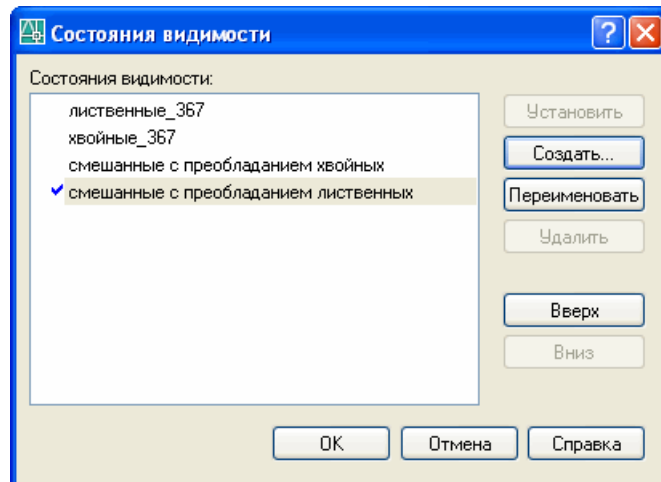 Состояния видимости
Состояния видимости:
лиственные_367
хвойные_367
смешанные с преобладанием хвойных
смешанные с преобладанием лиственных
Установить
Создать...
Переименовать
Удалить
Вверх
Вниз
OK
Отмена
Справка